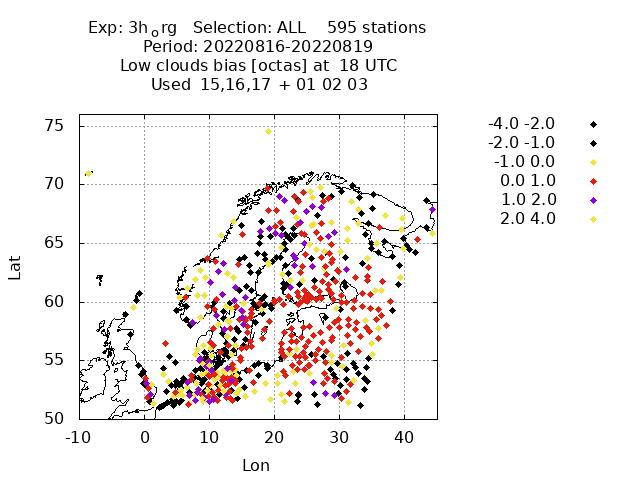 Exp: 3h_o rg   Selection: ALL    595 stations
Period: 20220816-20220819
Low clouds bias [octas] at  18 UTC
Used  15,16,17 + 01 02 03
-4.0 -2.0
-2.0 -1.0
-1.0 0.0
0.0 1.0
1.0 2.0
2.0 4.0
75
70
65
60
55
50
Lat
-10 0 10 20 30 40
Lon